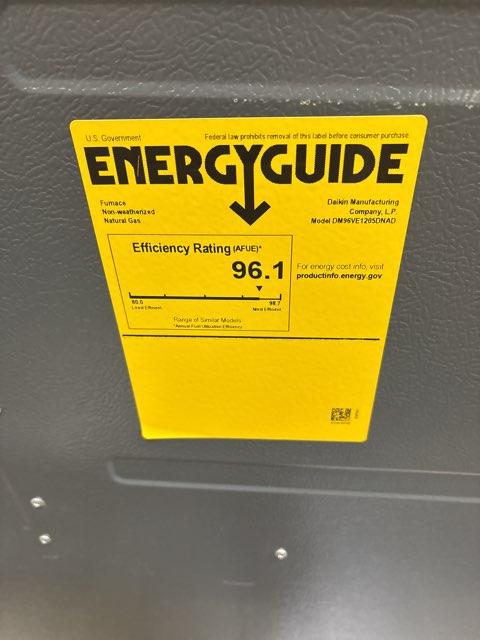 U.S. Government
Federal law prohibits removal of this label before consumer purchase.
ENERGYGUIDE
Furnace
Non-weatherized
Natural Gas
Daikin Manufacturing
Company, L.P.
Model DM96VE1205DNAD
Efficiency Rating (AFUE)*
96.1
For energy cost info, visit
productinfo.energy.gov
80.0
98.7
Least Efficient
Most Efficient
Range of Similar Models
*Annual Fuel Utilization Efficiency